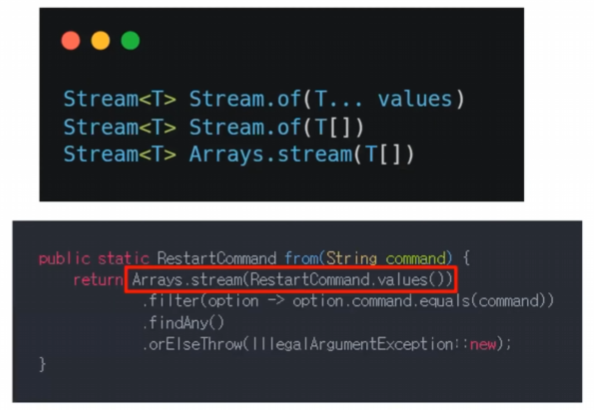 Stream<T> Stream.of(T... values)
Stream<T> Stream.of(T[])
Stream<T> Arrays.stream(T[])
public static RestartCommand from(String command) {
return Arrays.stream(RestartCommand.values())
.filter(option -> option.command.equals(command))
.findAny()
.orElseThrow(IllegalArgumentException::new);
}